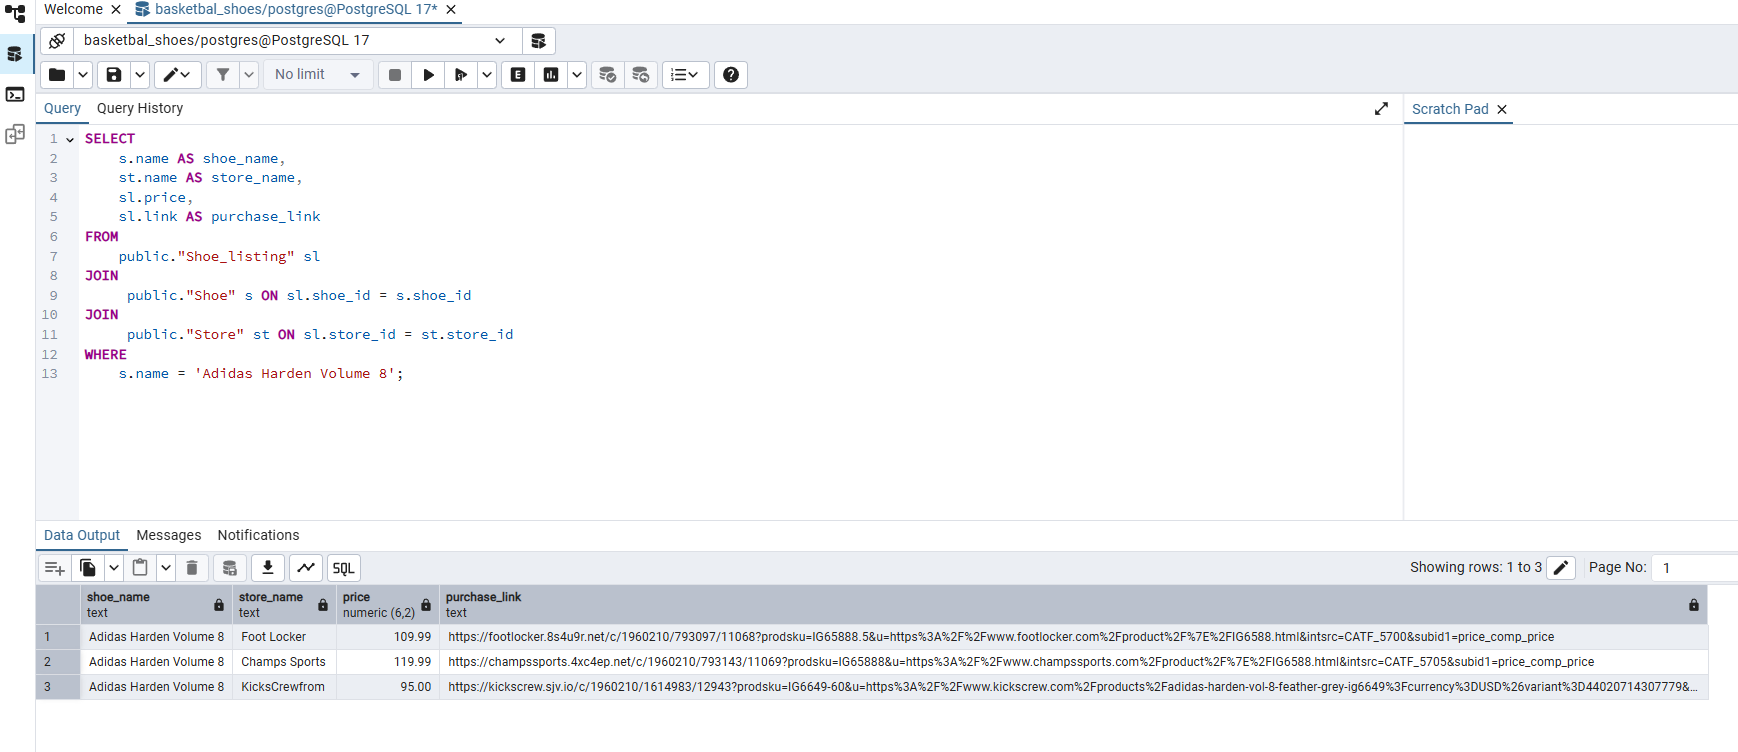 Welcome
basketbal_shoes/postgres@PostgreSQL 17*
basketbal_shoes/postgres@PostgreSQL 17
No limit
E
Query
Query History
Scratch Pad
1 SELECT
2 s.name AS shoe_name,
3 st.name AS store_name,
4 sl.price,
5 sl.link AS purchase_link
6 FROM
7 public."Shoe_listing" sl
8 JOIN
9 public."Shoe" s ON sl.shoe_id = s.shoe_id
10 JOIN
11 public."Store" st ON sl.store_id = st.store_id
12 WHERE
13 s.name = 'Adidas Harden Volume 8';
Data Output Messages Notifications
SQL
Showing rows: 1 to 3
Page No: 1
shoe_name store_name price purchase_link
text text numeric (6,2) text
1 Adidas Harden Volume 8 Foot Locker 109.99 https://footlocker.8s4u9r.net/c/1960210/793097/11068?prodsku=IG65888.5&u=https%3A%2F%2Fwww.footlocker.com%2Fproduct%2F%7E%2FIG6588.html&intsrc=CATF_5700&subid1=price_comp_price
2 Adidas Harden Volume 8 Champs Sports 119.99 https://champssports.4xc4ep.net/c/1960210/793143/11069?prodsku=IG65888&u=https%3A%2F%2Fwww.champssports.com%2Fproduct%2F%7E%2FIG6588.html&intsrc=CATF_5705&subid1=price_comp_price
3 Adidas Harden Volume 8 KicksCrewfrom 95.00 https://kickscrew.sjv.io/c/1960210/1614983/12943?prodsku=IG6649-60&u=https%3A%2F%2Fwww.kickscrew.com%2Fproducts%2Fadidas-harden-vol-8-feather-grey-ig6649%3Fcurrency%3DUSD%26variant%3D44020714307779&...